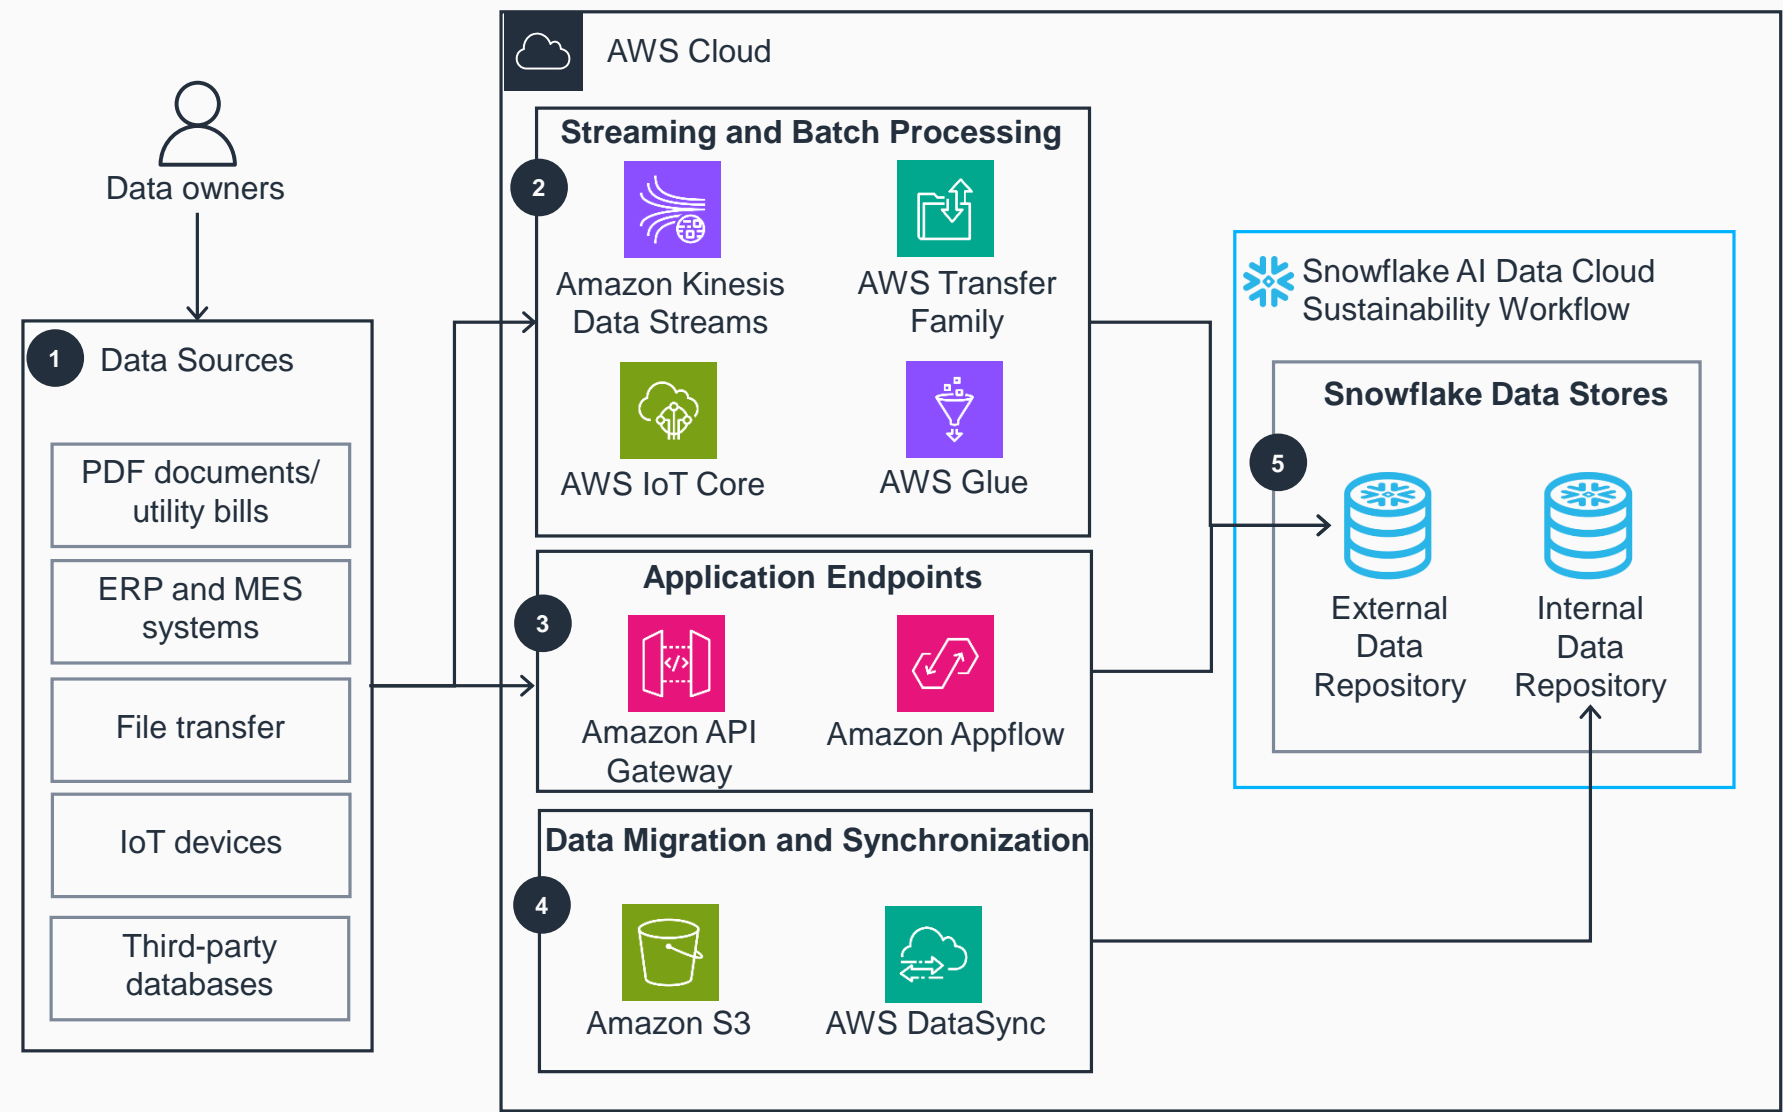 AWS Cloud
Data owners
1
Data Sources
PDF documents/
utility bills
ERP and MES
systems
File transfer
IoT devices
Third-party
databases
Streaming and Batch Processing
2
Amazon Kinesis
Data Streams
AWS Transfer
Family
AWS IoT Core
AWS Glue
Application Endpoints
3
Amazon API
Gateway
Amazon Appflow
Data Migration and Synchronization
4
Amazon S3
AWS DataSync
Snowflake AI Data Cloud
Sustainability Workflow
Snowflake Data Stores
5
External
Data
Repository
Internal
Data
Repository